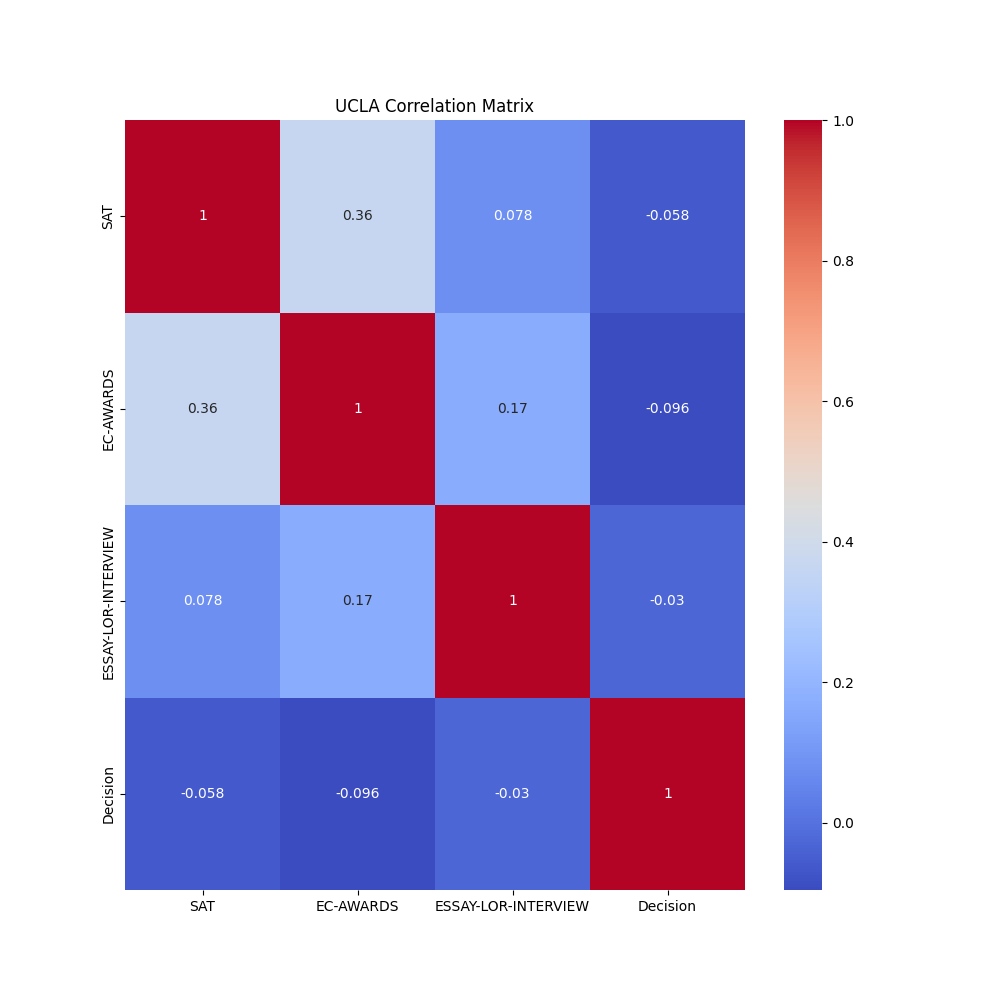 UCLA Correlation Matrix
SAT
1
0.36
0.078
-0.058
EC-AWARDS
0.36
1
0.17
-0.096
ESSAY-LOR-INTERVIEW
0.078
0.17
1
-0.03
Decision
-0.058
-0.096
-0.03
1
SAT
EC-AWARDS
ESSAY-LOR-INTERVIEW
Decision
1.0
0.8
0.6
0.4
0.2
0.0